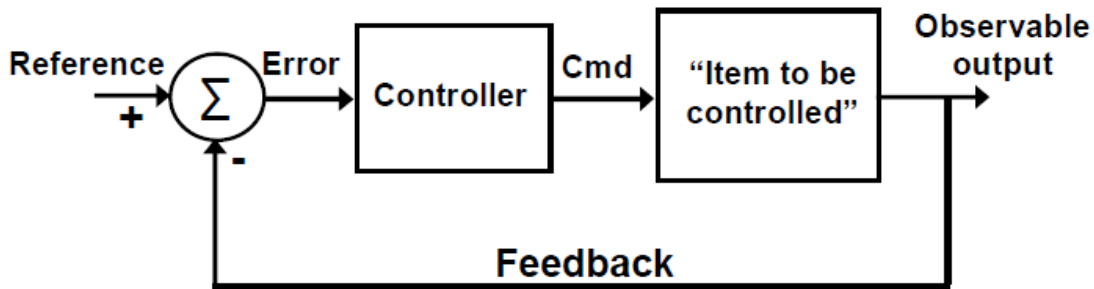 Reference
+
Σ
-
Error
Controller
Cmd
“Item to be
controlled”
Observable
output
Feedback